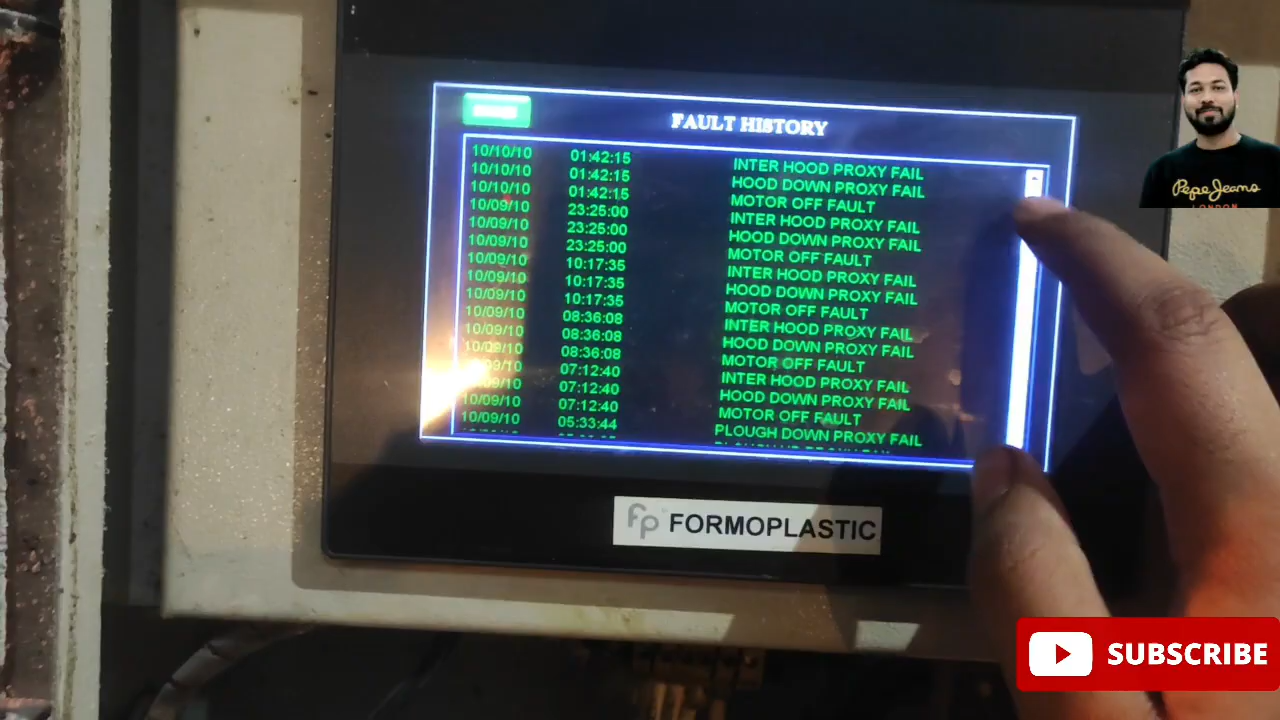 FAULT HISTORY
10/10/10 01:42:15 INTER HOOD PROXY FAIL
10/10/10 01:42:15 HOOD DOWN PROXY FAIL
10/10/10 01:42:15 MOTOR OFF FAULT
10/09/10 23:25:00 INTER HOOD PROXY FAIL
10/09/10 23:25:00 HOOD DOWN PROXY FAIL
10/09/10 23:25:00 MOTOR OFF FAULT
10/09/10 10:17:35 INTER HOOD PROXY FAIL
10/09/10 10:17:35 HOOD DOWN PROXY FAIL
10/09/10 10:17:35 MOTOR OFF FAULT
10/09/10 08:36:08 INTER HOOD PROXY FAIL
10/09/10 08:36:08 HOOD DOWN PROXY FAIL
10/09/10 08:36:08 MOTOR OFF FAULT
10/09/10 07:12:40 INTER HOOD PROXY FAIL
10/09/10 07:12:40 HOOD DOWN PROXY FAIL
10/09/10 07:12:40 MOTOR OFF FAULT
10/09/10 05:33:44 PLOUGH DOWN PROXY FAIL
fp FORMOPLASTIC
Pepe Jeans
LONDON
SUBSCRIBE